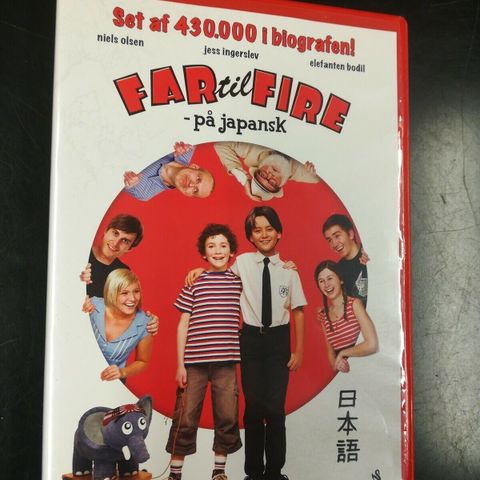 Set af 430.000 i biografen!
niels olsen
jess ingerslev
elefanten bodil
FAR til FIRE
- på japansk
日本語